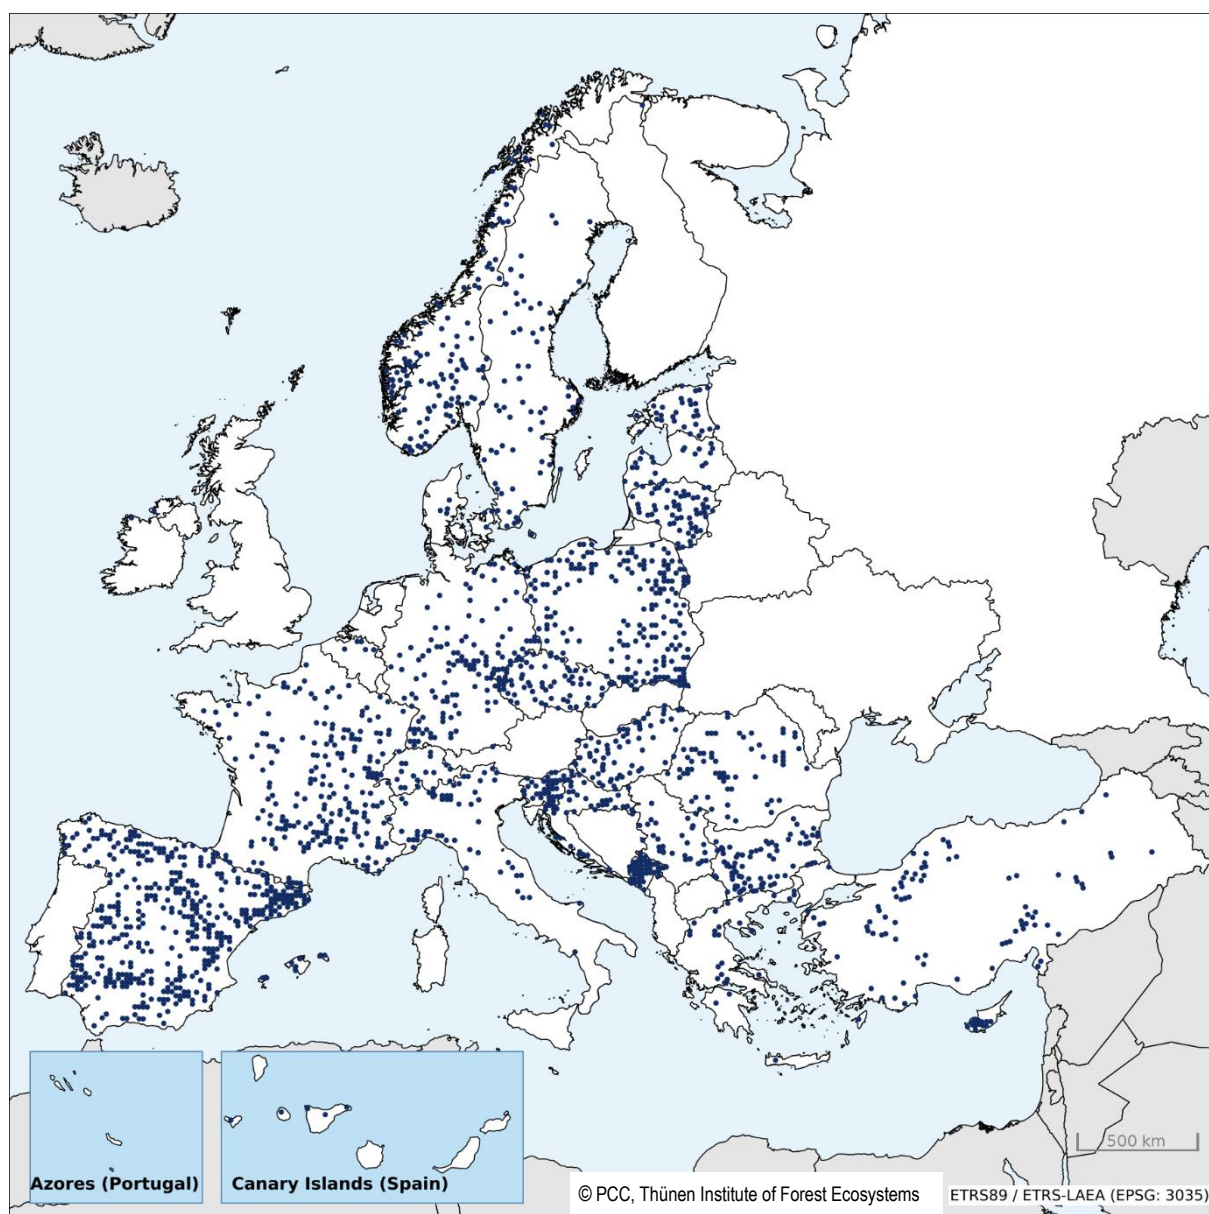 500 km
Azores (Portugal)
Canary Islands (Spain)
© PCC, Thünen Institute of Forest Ecosystems
ETRS89 / ETRS-LAEA (EPSG: 3035)